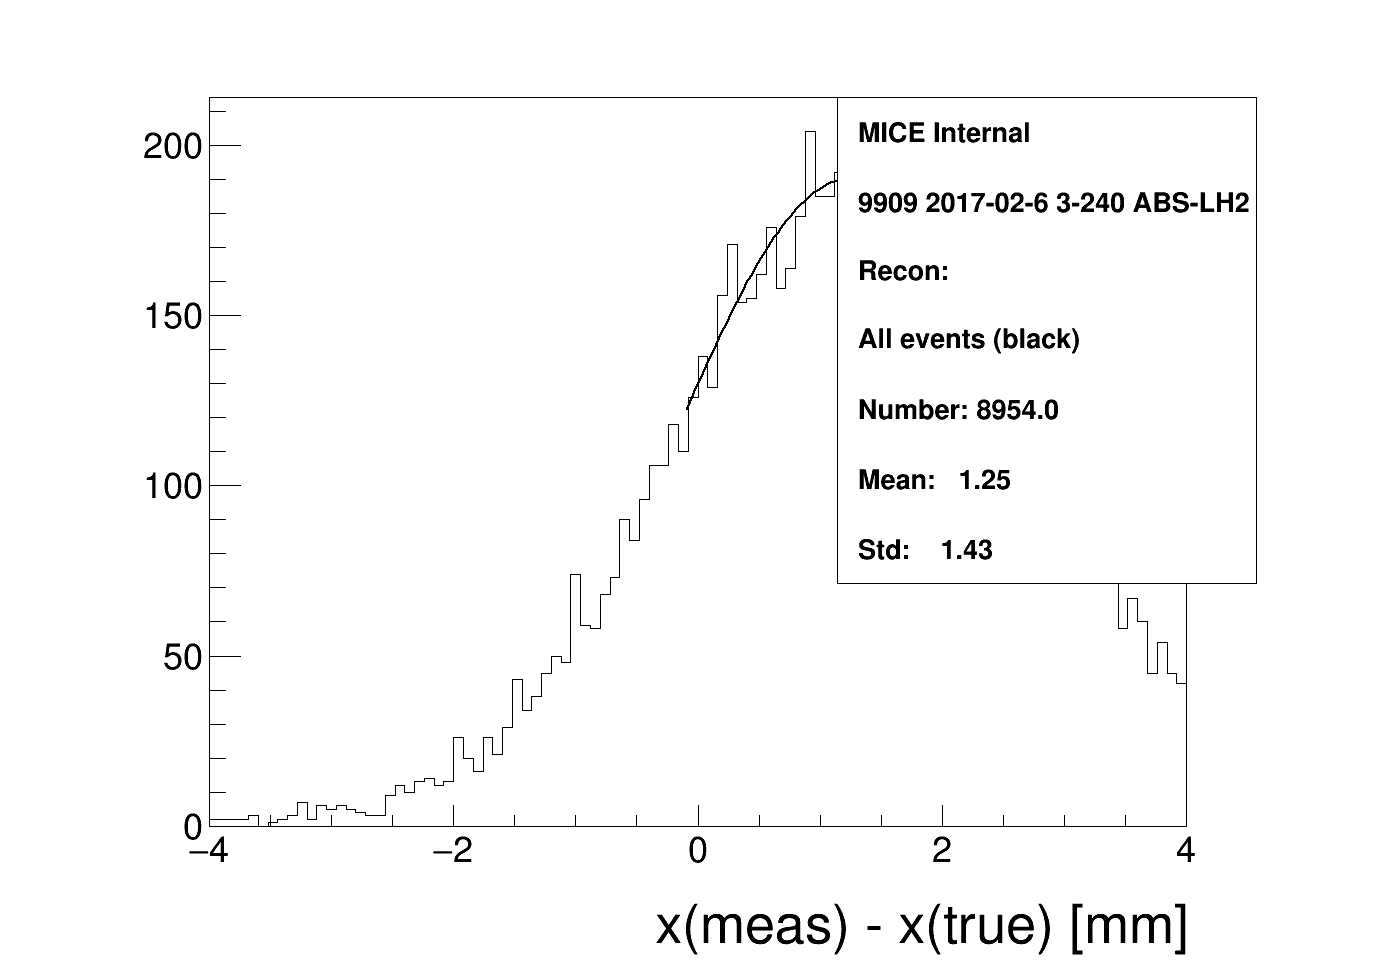 MICE Internal
9909 2017-02-6 3-240 ABS-LH2
Recon:
All events (black)
Number: 8954.0
Mean: 1.25
Std: 1.43
200
150
100
50
0
−4 −2 0 2 4
x(meas) - x(true) [mm]